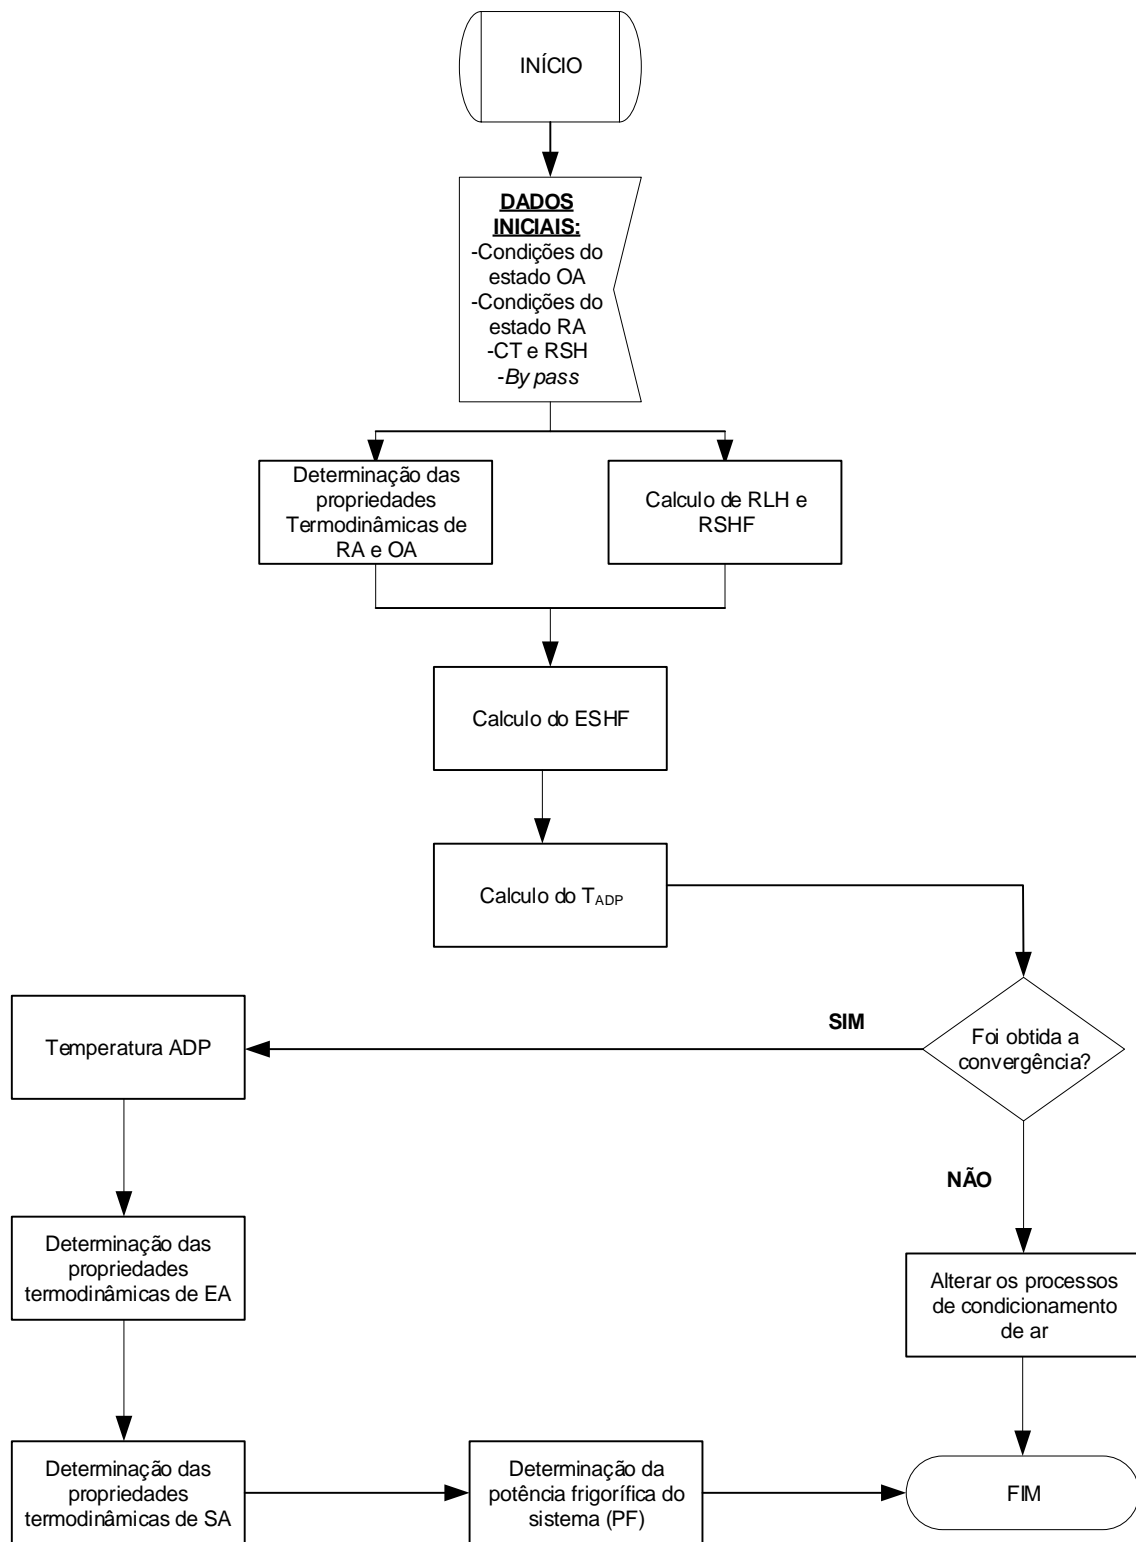 INÍCIO
DADOS
INICIAIS:
-Condições do
estado OA
-Condições do
estado RA
-CT e RSH
-By pass
Determinação das
propriedades
Termodinâmicas de
RA e OA
Calculo de RLH e
RSHF
Calculo do ESHF
Calculo do TADP
Foi obtida a
convergência?
SIM
Temperatura ADP
NÃO
Determinação das
propriedades
termodinâmicas de EA
Alterar os processos
de condicionamento
de ar
Determinação das
propriedades
termodinâmicas de SA
Determinação da
potência frigorífica do
sistema (PF)
FIM